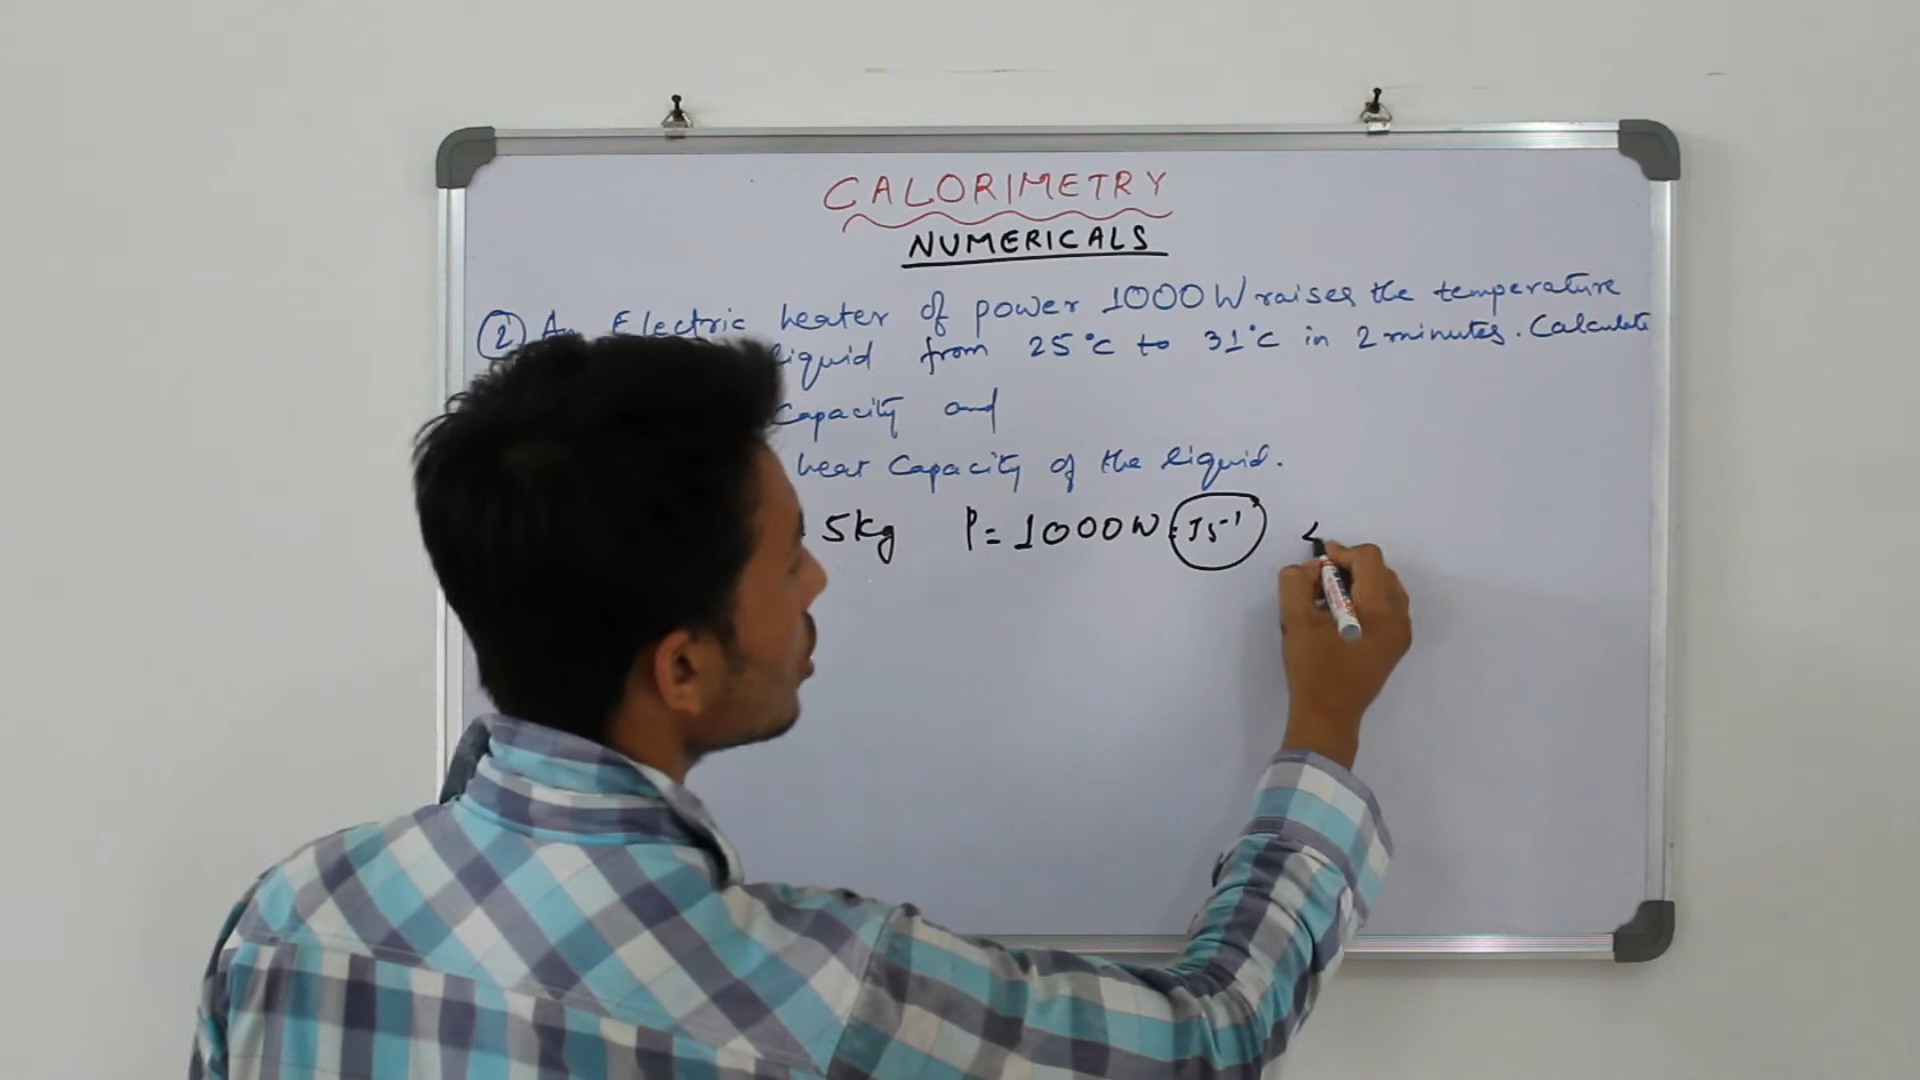 CALORIMETRY
NUMERICALS
2 An Electric heater of power 1000W raises the temperature
liquid from 25°C to 31°C in 2 minutes. Calculate
Capacity and
heat Capacity of the liquid.
5kg P = 1000W Js⁻¹